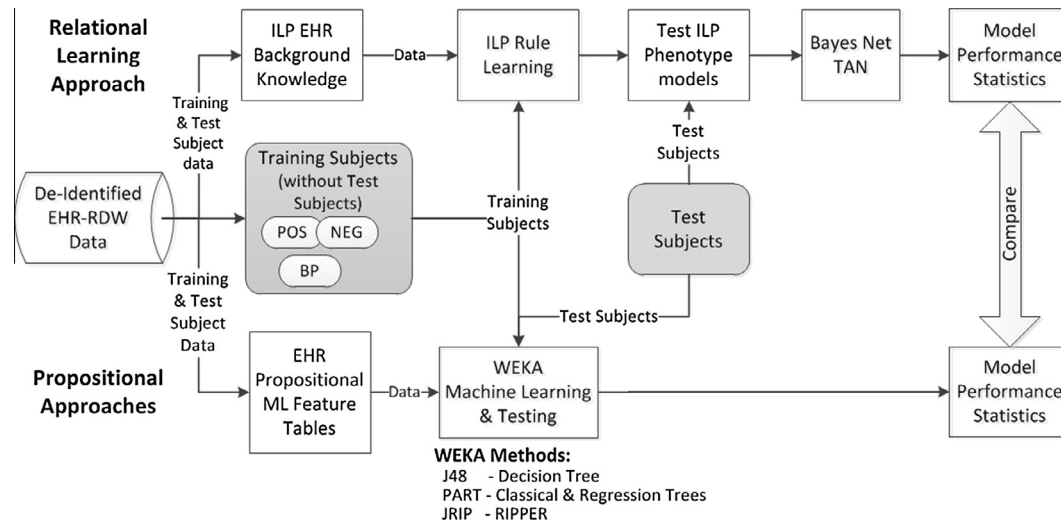 Relational
Learning
Approach
ILP EHR
Background
Knowledge
Data
ILP Rule
Learning
Test ILP
Phenotype
models
Bayes Net
TAN
Model
Performance
Statistics
Training
& Test
Subject
data
Test
Subjects
De-Identified
EHR-RDW
Data
Training Subjects
(without Test
Subjects)
POS
NEG
BP
Training
Subjects
Test
Subjects
Compare
Training
& Test
Subject
Data
Test Subjects
Propositional
Approaches
EHR
Propositional
ML Feature
Tables
Data
WEKA
Machine Learning
& Testing
Model
Performance
Statistics
WEKA Methods:
J48 - Decision Tree
PART - Classical & Regression Trees
JRIP - RIPPER